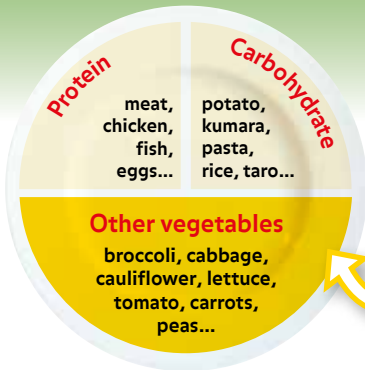 Protein
meat,
chicken,
fish,
eggs...
Carbohydrate
potato,
kumara,
pasta,
rice, taro...
Other vegetables
broccoli, cabbage,
cauliflower, lettuce,
tomato, carrots,
peas...